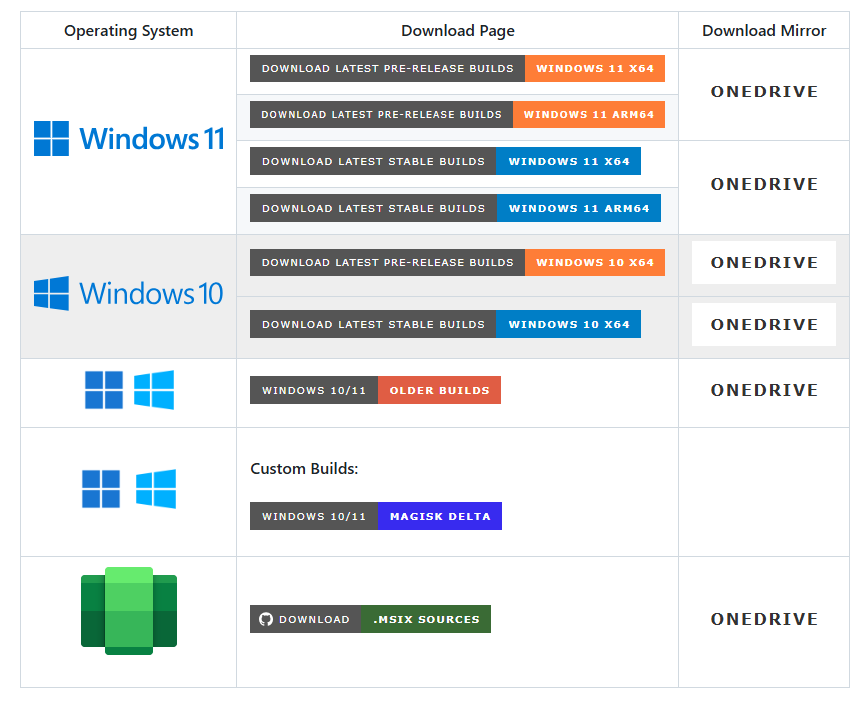 Operating System Download Page Download Mirror
Windows 11
DOWNLOAD LATEST PRE-RELEASE BUILDS WINDOWS 11 X64
DOWNLOAD LATEST PRE-RELEASE BUILDS WINDOWS 11 ARM64
ONEDRIVE
DOWNLOAD LATEST STABLE BUILDS WINDOWS 11 X64
DOWNLOAD LATEST STABLE BUILDS WINDOWS 11 ARM64
ONEDRIVE
Windows 10
DOWNLOAD LATEST PRE-RELEASE BUILDS WINDOWS 10 X64
ONEDRIVE
DOWNLOAD LATEST STABLE BUILDS WINDOWS 10 X64
ONEDRIVE
WINDOWS 10/11 OLDER BUILDS
ONEDRIVE
Custom Builds:
WINDOWS 10/11 MAGISK DELTA
DOWNLOAD .MSIX SOURCES
ONEDRIVE